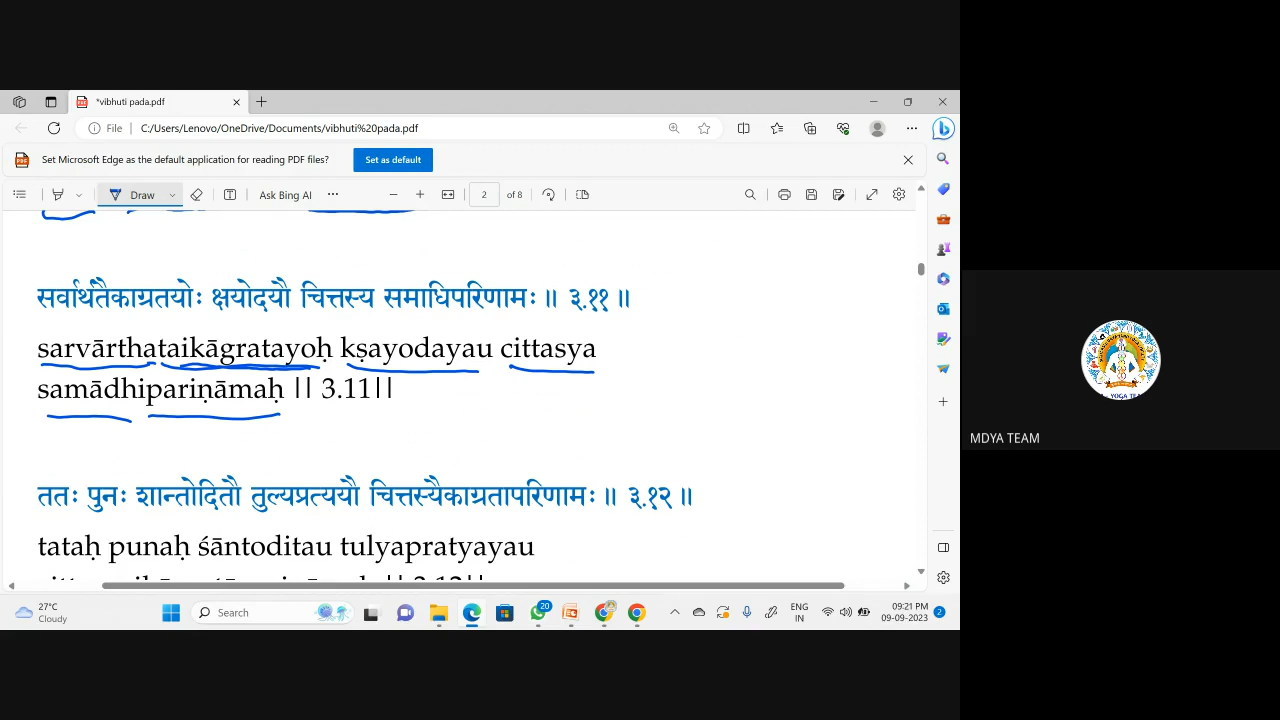 *vibhuti pada.pdf
File
C:/Users/Lenovo/OneDrive/Documents/vibhuti%20pada.pdf
Set Microsoft Edge as the default application for reading PDF files?
Set as default
Draw
Ask Bing AI
2
of 8
सर्वार्थतैकाग्रतयोः क्षयोदयौ चित्तस्य समाधिपरिणामः॥ ३.११॥
sarvārthataikāgratayoḥ kṣayodayau cittasya
samādhipariṇāmaḥ || 3.11||
ततः पुनः शान्तोदितौ तुल्यप्रत्ययौ चित्तस्यैकाग्रतापरिणामः॥ ३.१२॥
tataḥ punaḥ śāntoditau tulyapratyayau
MDYA TEAM
27°C
Cloudy
Search
20
ENG
IN
09:21 PM
09-09-2023
2